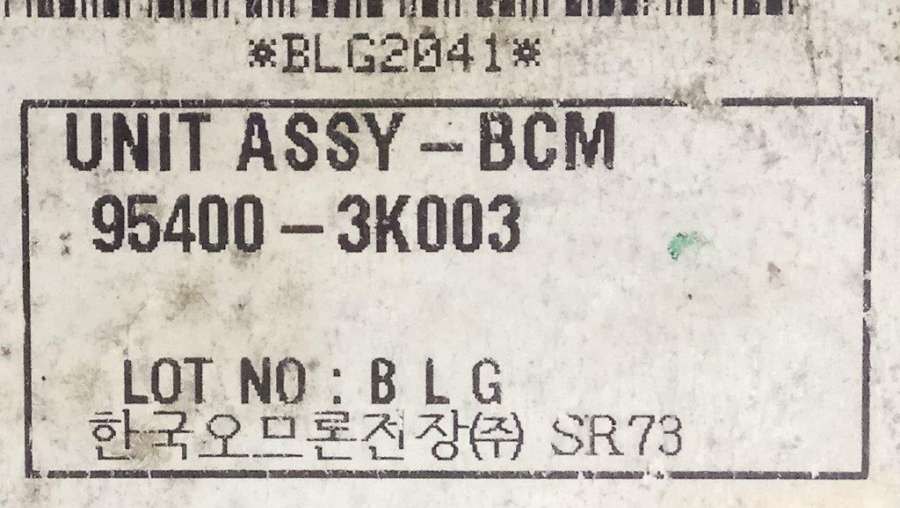 *BLG2041*
UNIT ASSY-BCM
95400-3K003
LOT NO : B L G
한국오므론전장(주) SR73